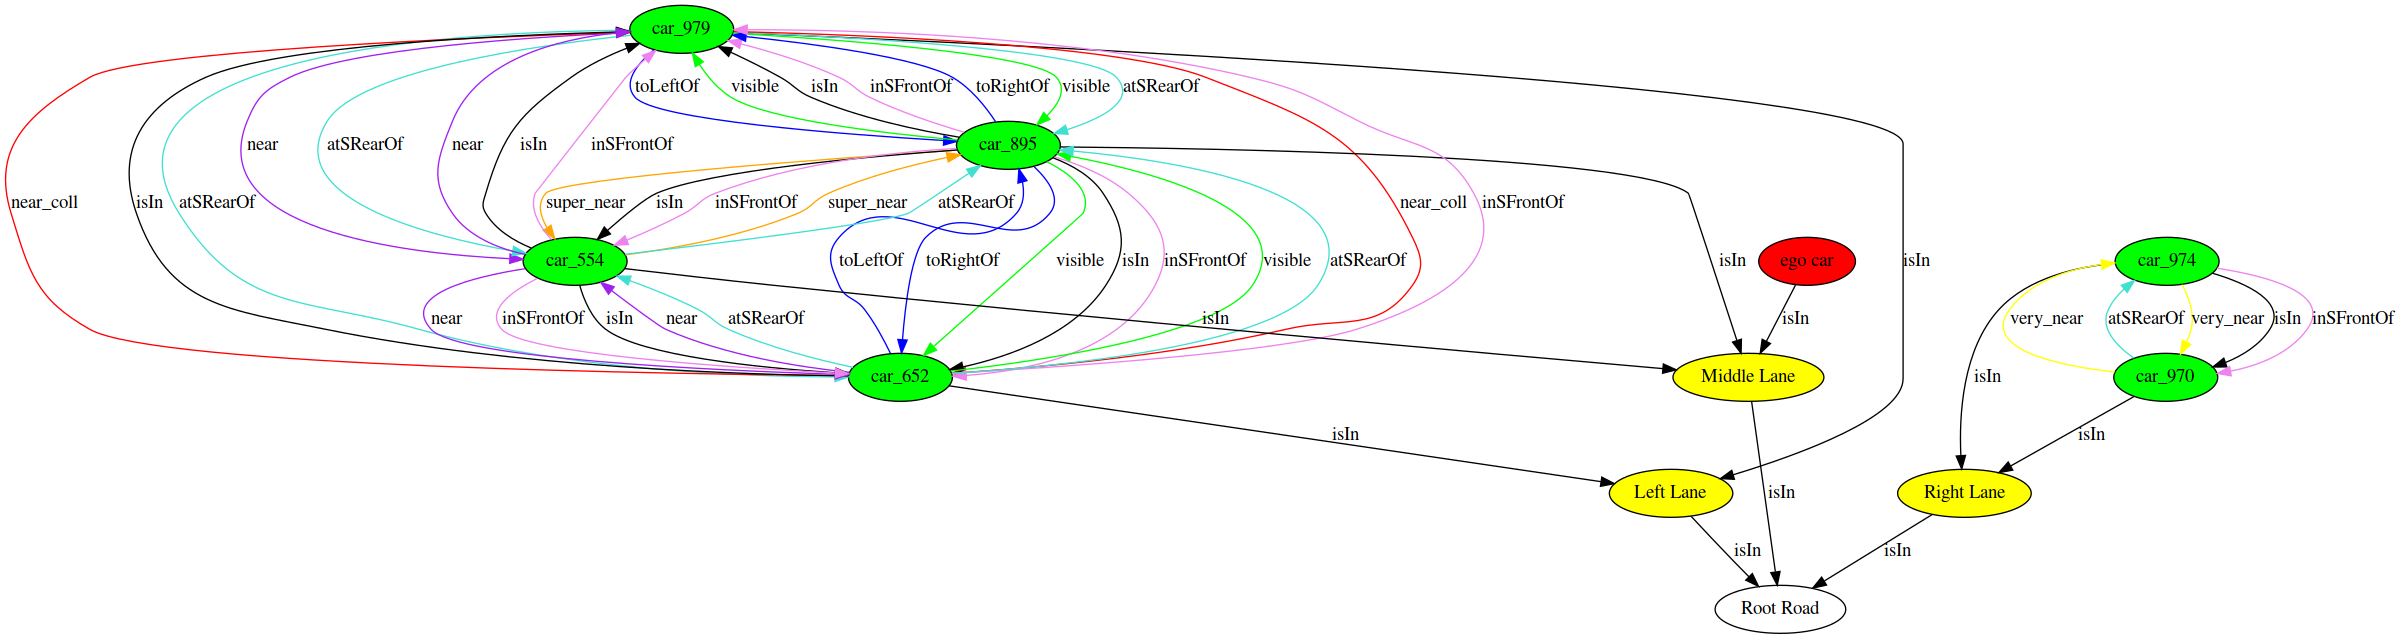 car_979
toLeftOf
visible
isIn
inSFrontOf
toRightOf
visible
atSRearOf
near
atSRearOf
near
isIn
inSFrontOf
car_895
near_coll
isIn
atSRearOf
super_near
isIn
inSFrontOf
super_near
atSRearOf
near_coll
inSFrontOf
car_554
toLeftOf
toRightOf
visible
isIn
inSFrontOf
visible
atSRearOf
isIn
ego car
isIn
car_974
near
inSFrontOf
isIn
near
atSRearOf
isIn
isIn
very_near
atSRearOf
very_near
isIn
inSFrontOf
car_652
Middle Lane
isIn
car_970
isIn
isIn
Left Lane
isIn
Right Lane
isIn
isIn
Root Road